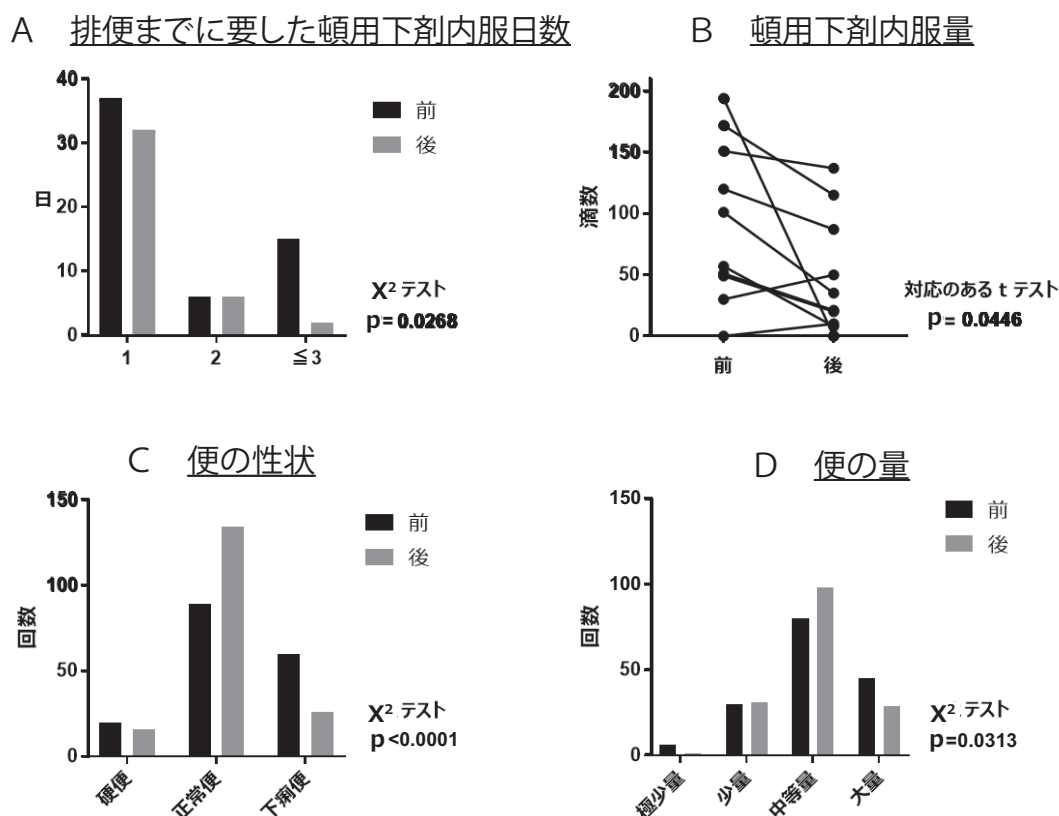 A 排便までに要した頓用下剤内服日数
40
30
20
10
0
日
1
2
≦3
前
後
X² テスト
p=0.0268
B 頓用下剤内服量
200
150
100
50
0
滴数
前
後
対応のある t テスト
p= 0.0446
C 便の性状
150
100
50
0
回数
硬便
正常便
下痢便
前
後
X² テスト
p<0.0001
D 便の量
150
100
50
0
回数
極少量
少量
中等量
大量
前
後
X² テスト
p=0.0313